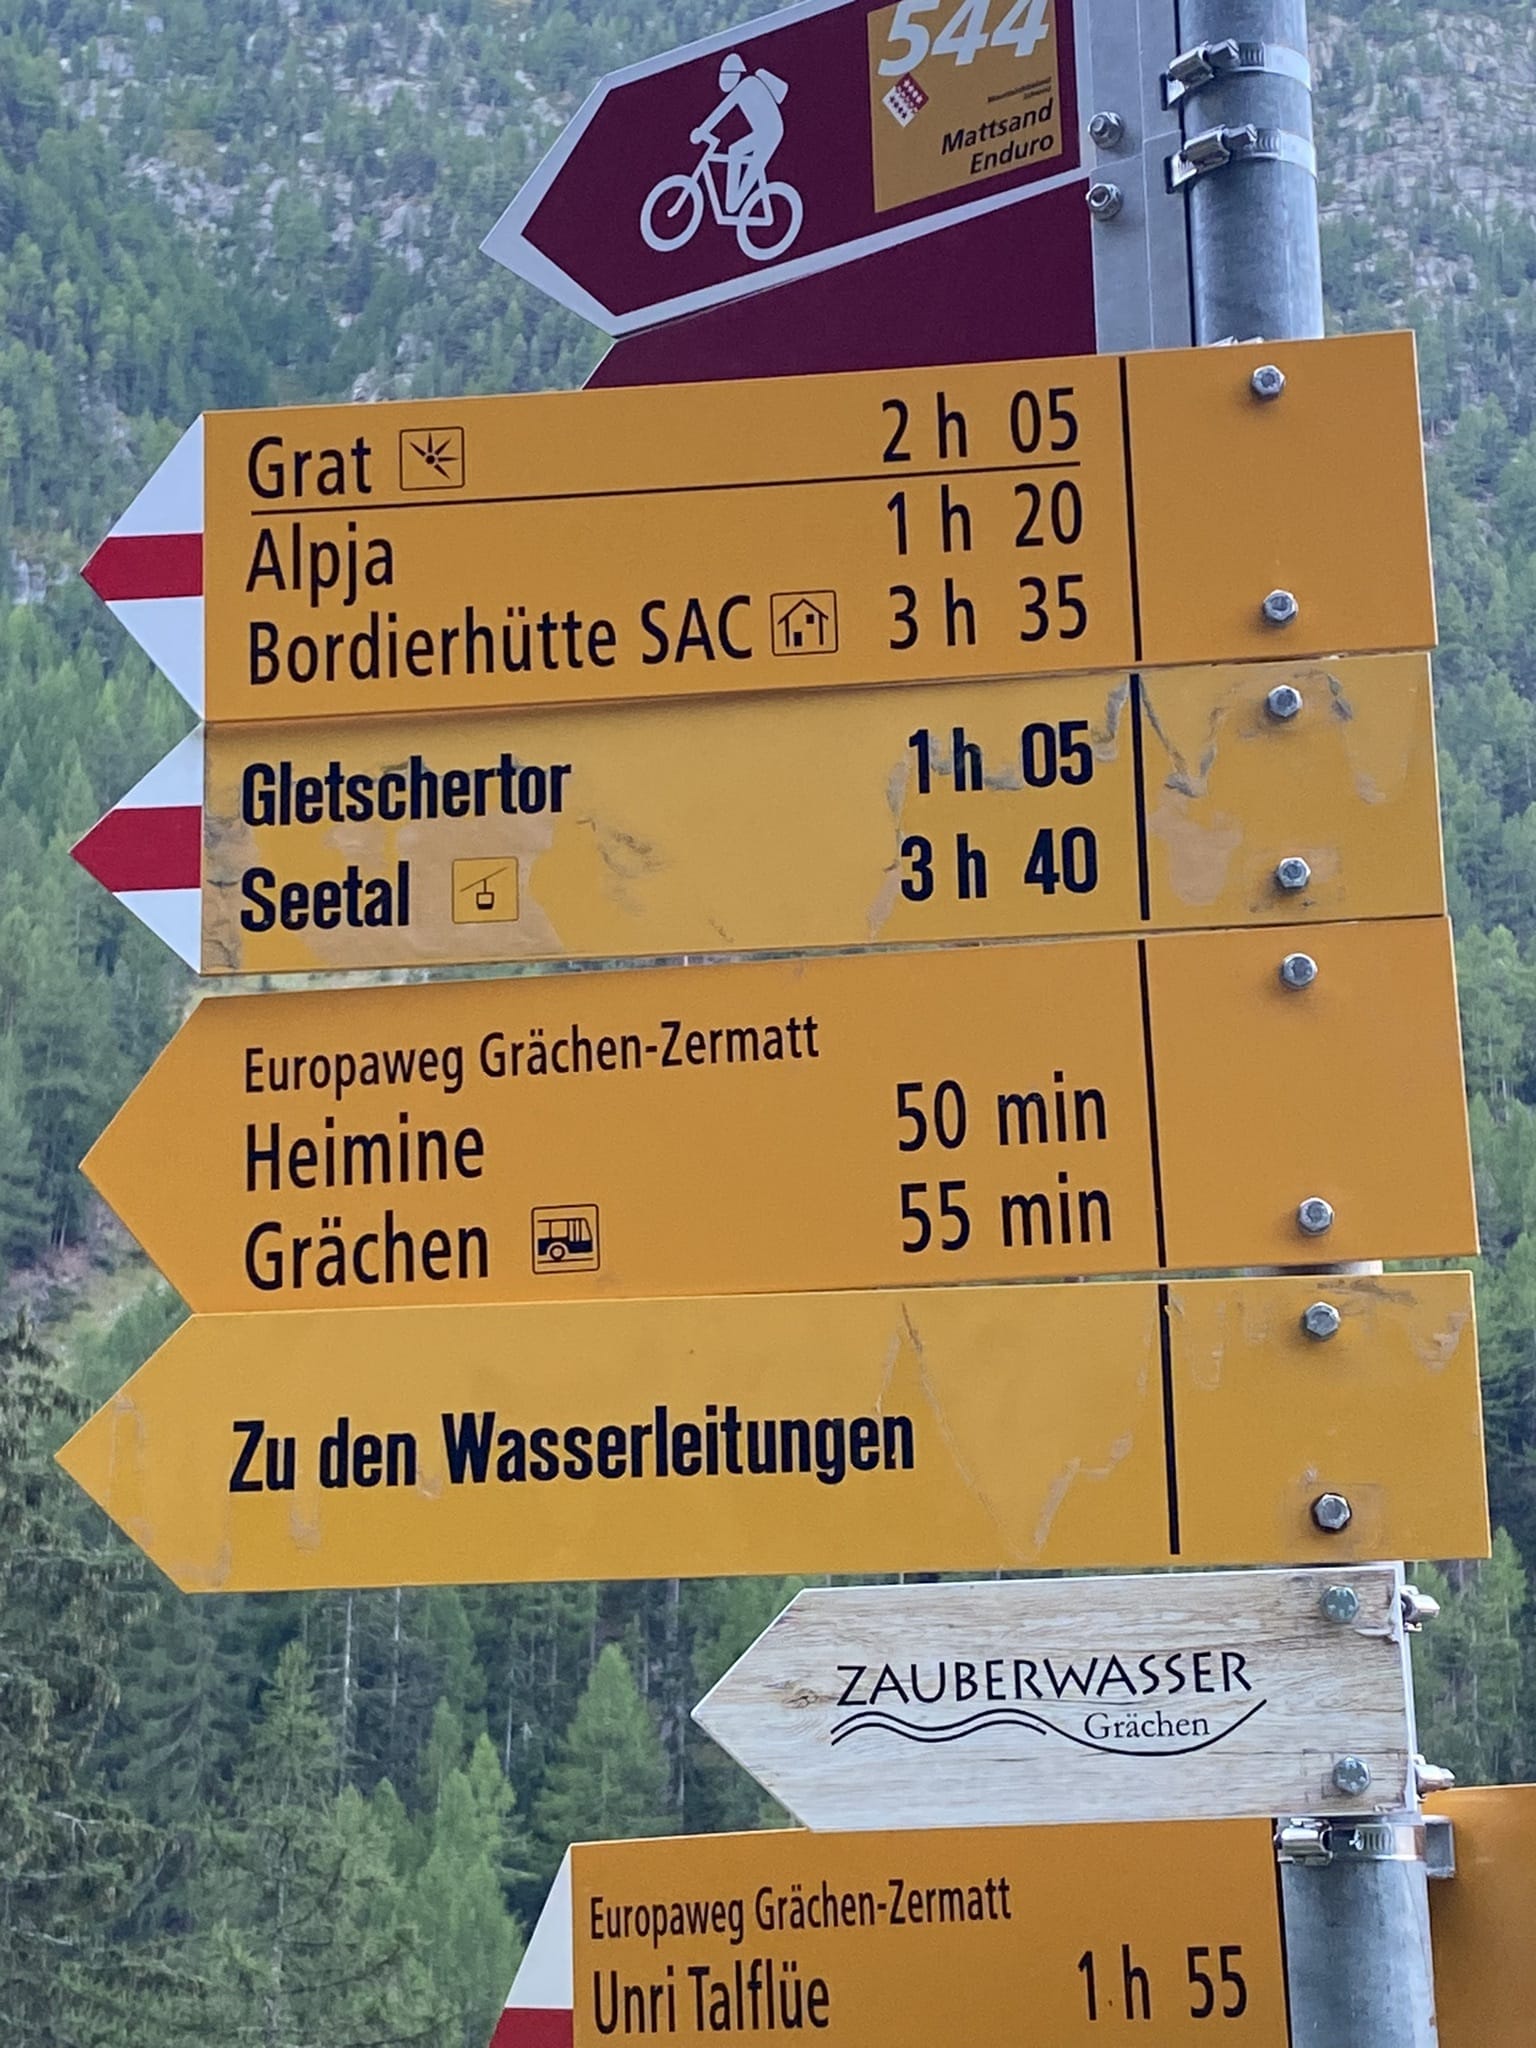 544
Mattsand
Enduro
Grat 2 h 05
Alpja 1 h 20
Bordierhütte SAC 3 h 35
Gletschertor 1 h 05
Seetal 3 h 40
Europaweg Grächen-Zermatt
Heimine 50 min
Grächen 55 min
Zu den Wasserleitungen
ZAUBERWASSER
Grächen
Europaweg Grächen-Zermatt
Unri Talflüe 1 h 55